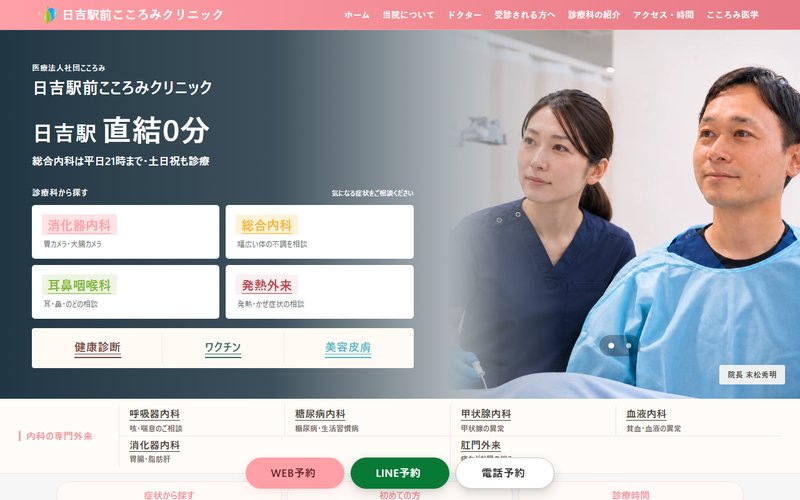 日吉駅前こころみクリニック
ホーム 当院について ドクター 受診される方へ 診療科の紹介 アクセス・時間 こころみ医学
医療法人社団こころみ
日吉駅前こころみクリニック
日吉駅 直結0分
総合内科は平日21時まで・土日祝も診療
診療科から探す 気になる症状をご相談ください
消化器内科 総合内科
胃カメラ・大腸カメラ 幅広い体の不調を相談
耳鼻咽喉科 発熱外来
耳・鼻・のどの相談 発熱・かぜ症状の相談
健康診断 ワクチン 美容皮膚
院長 末松秀明
内科の専門外来
呼吸器内科 糖尿病内科 甲状腺内科 血液内科
咳・喘息のご相談 糖尿病・生活習慣病 甲状腺の異常 貧血・血液の異常
消化器内科 肛門外来
胃腸・脂肪肝
WEB予約 LINE予約 電話予約
症状から探す 初めての方 診療時間